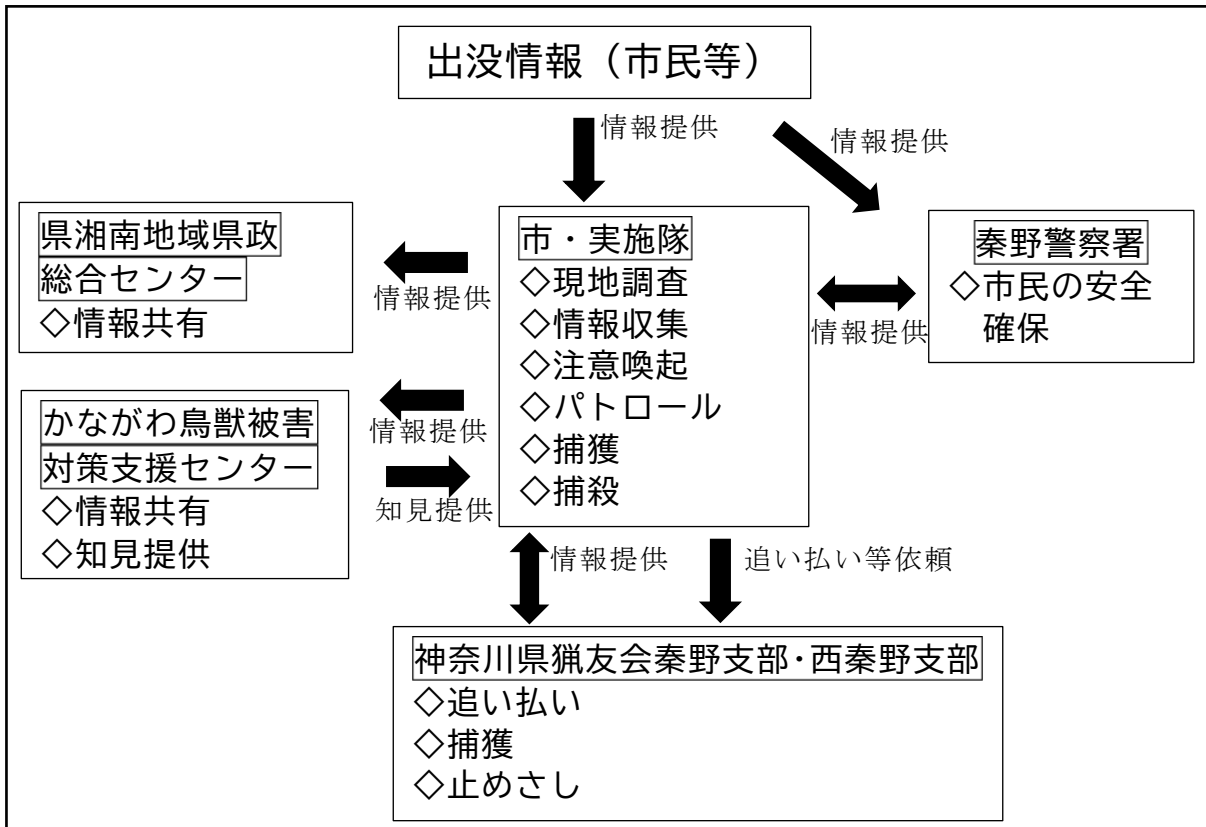 出没情報（市民等）
情報提供
情報提供
県湘南地域県政
総合センター
◇情報共有
情報提供
市・実施隊
◇現地調査
◇情報収集
◇注意喚起
◇パトロール
◇捕獲
◇捕殺
情報提供
秦野警察署
◇市民の安全
確保
かながわ鳥獣被害
対策支援センター
◇情報共有
◇知見提供
情報提供
知見提供
情報提供
追い払い等依頼
神奈川県猟友会秦野支部・西秦野支部
◇追い払い
◇捕獲
◇止めさし